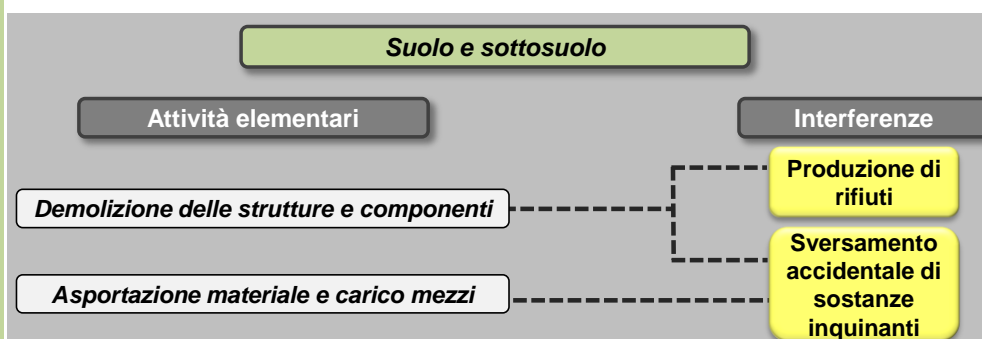 Suolo e sottosuolo
Attività elementari
Interferenze
Demolizione delle strutture e componenti
Produzione di
rifiuti
Asportazione materiale e carico mezzi
Sversamento
accidentale di
sostanze
inquinanti